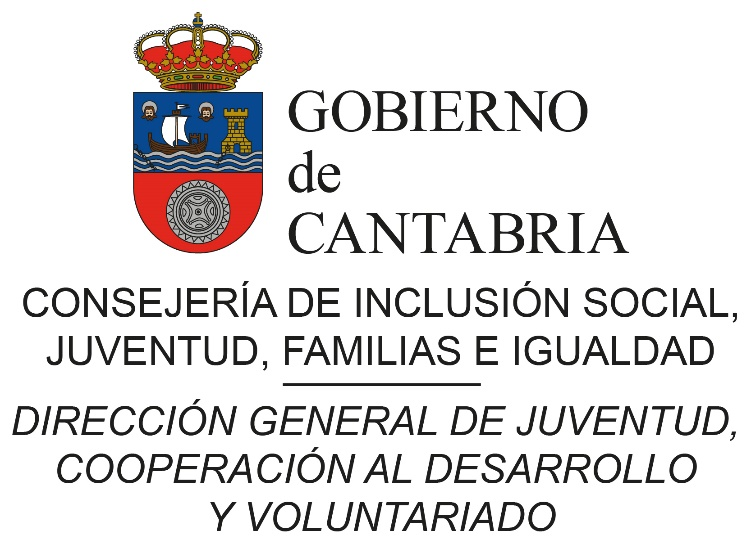 GOBIERNO
de
CANTABRIA
CONSEJERÍA DE INCLUSIÓN SOCIAL,
JUVENTUD, FAMILIAS E IGUALDAD
DIRECCIÓN GENERAL DE JUVENTUD,
COOPERACIÓN AL DESARROLLO
Y VOLUNTARIADO